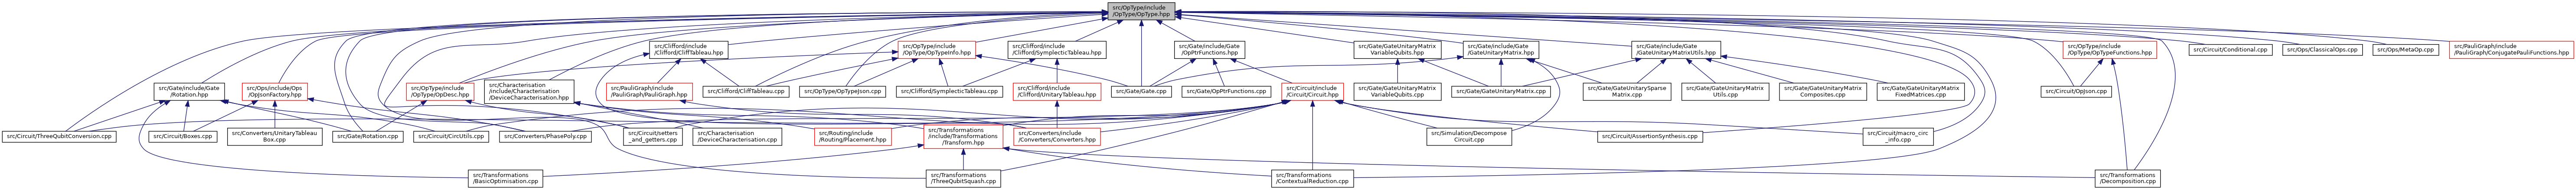 src/OpType/include
/OpType/OpType.hpp
src/Clifford/include
/Clifford/CliffTableau.hpp
src/OpType/include
/OpType/OpTypeInfo.hpp
src/Clifford/include
/Clifford/SymplecticTableau.hpp
src/Gate/include/Gate
/OpPtrFunctions.hpp
src/Gate/GateUnitaryMatrix
VariableQubits.hpp
src/Gate/include/Gate
/GateUnitaryMatrix.hpp
src/Gate/include/Gate
/GateUnitaryMatrixUtils.hpp
src/OpType/include
/OpType/OpTypeFunctions.hpp
src/Circuit/Conditional.cpp
src/Ops/ClassicalOps.cpp
src/Ops/MetaOp.cpp
src/PauliGraph/include
/PauliGraph/ConjugatePauliFunctions.hpp
src/Gate/include/Gate
/Rotation.hpp
src/Ops/include/Ops
/OpJsonFactory.hpp
src/OpType/include
/OpType/OpDesc.hpp
src/Characterisation
/include/Characterisation
/DeviceCharacterisation.hpp
src/PauliGraph/include
/PauliGraph/PauliGraph.hpp
src/Clifford/CliffTableau.cpp
src/OpType/OpTypeJson.cpp
src/Clifford/SymplecticTableau.cpp
src/Clifford/include
/Clifford/UnitaryTableau.hpp
src/Gate/Gate.cpp
src/Gate/OpPtrFunctions.cpp
src/Circuit/include
/Circuit/Circuit.hpp
src/Gate/GateUnitaryMatrix
VariableQubits.cpp
src/Gate/GateUnitaryMatrix.cpp
src/Gate/GateUnitarySparse
Matrix.cpp
src/Gate/GateUnitaryMatrix
Utils.cpp
src/Gate/GateUnitaryMatrix
Composites.cpp
src/Gate/GateUnitaryMatrix
FixedMatrices.cpp
src/Circuit/OpJson.cpp
src/Circuit/ThreeQubitConversion.cpp
src/Circuit/Boxes.cpp
src/Converters/UnitaryTableau
Box.cpp
src/Gate/Rotation.cpp
src/Circuit/CircUtils.cpp
src/Converters/PhasePoly.cpp
src/Circuit/setters
_and_getters.cpp
src/Characterisation
/DeviceCharacterisation.cpp
src/Routing/include
/Routing/Placement.hpp
src/Transformations
/include/Transformations
/Transform.hpp
src/Converters/include
/Converters/Converters.hpp
src/Simulation/Decompose
Circuit.cpp
src/Circuit/AssertionSynthesis.cpp
src/Circuit/macro_circ
_info.cpp
src/Transformations
/BasicOptimisation.cpp
src/Transformations
/ThreeQubitSquash.cpp
src/Transformations
/ContextualReduction.cpp
src/Transformations
/Decomposition.cpp